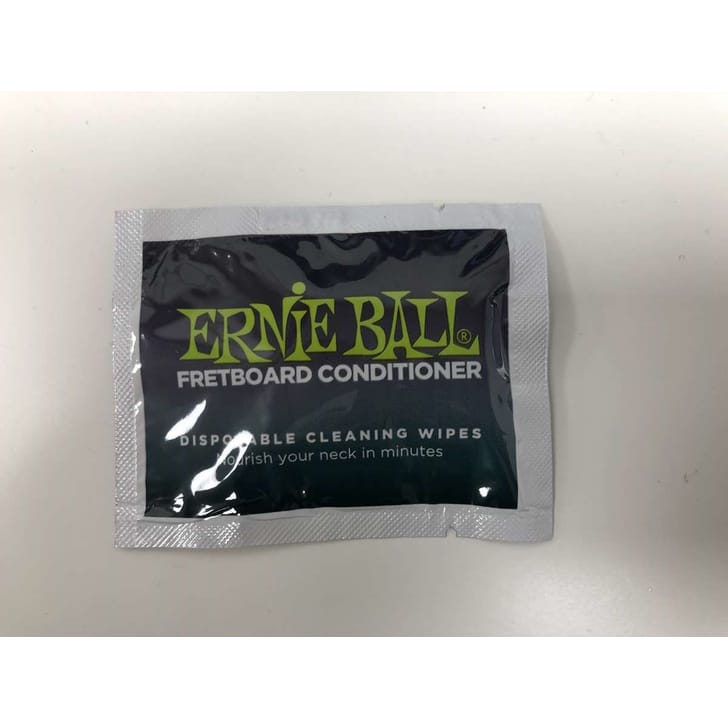 ERNiE BALL®
FRETBOARD CONDITIONER
DISPOSABLE CLEANING WIPES
Nourish your neck in minutes